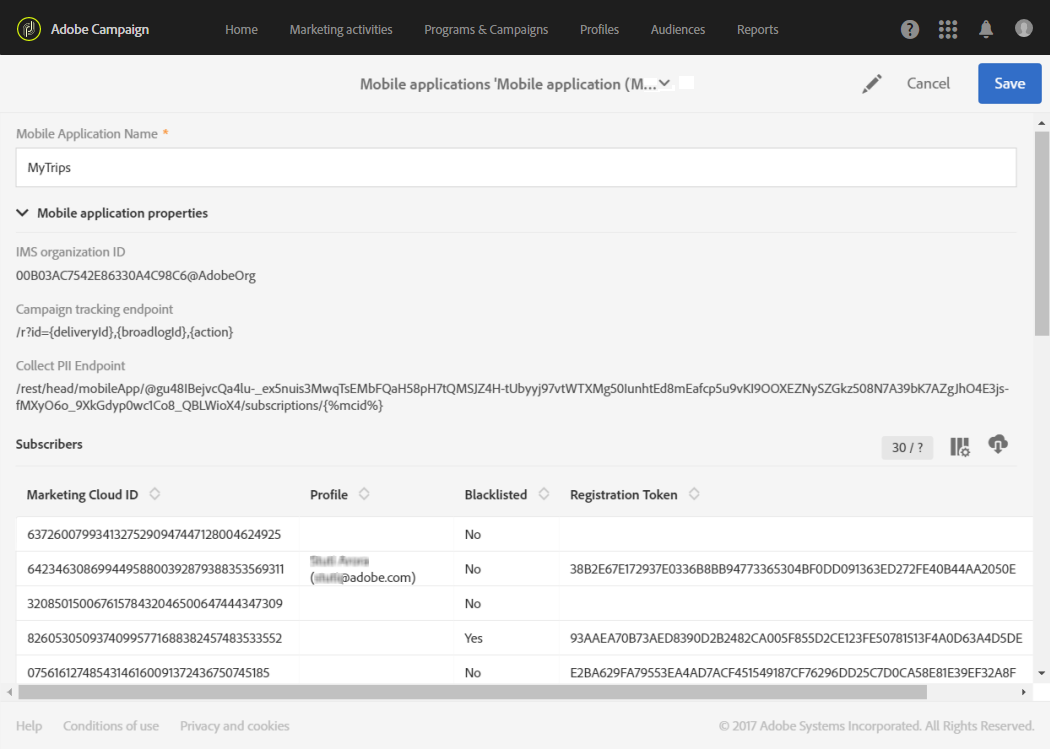 Adobe Campaign Home Marketing activities Programs & Campaigns Profiles Audiences Reports
Mobile applications 'Mobile application (M... Cancel Save
Mobile Application Name *
MyTrips
Mobile application properties
IMS organization ID
00B03AC7542E86330A4C98C6@AdobeOrg
Campaign tracking endpoint
/r?id={deliveryId},{broadlogId},{action}
Collect PII Endpoint
/rest/head/mobileApp/@gu48IBejvcQa4lu-_ex5nuis3MwqTsEMbFQaH58pH7tQMSJZ4H-tUbyyj97vtWTXMg50IunhtEd8mEafcp5u9vKI9OOXEZNySZGkz508N7A39bK7AZgJhO4E3js-
fMXyO6o_9XkGdyp0wc1Co8_QBLWioX4/subscriptions/{%mcid%}
Subscribers 30 / ?
Marketing Cloud ID Profile Blacklisted Registration Token
63726007993413275290947447128004624925 No
64234630869944958800392879388353569311 (@adobe.com) No 38B2E67E172937E0336B8BB94773365304BF0DD091363ED272FE40B44AA2050E
32085015006761578432046500647444347309 No
82605305093740995771688382457483533552 Yes 93AAEA70B73AED8390D2B2482CA005F855D2CE123FE50781513F4A0D63A4D5DE
07561612748543146160091372436750745185 No E2BA629FA79553EA4AD7ACF451549187CF76296DD25C7D0CA58E81E39EF32A8F
Help Conditions of use Privacy and cookies © 2017 Adobe Systems Incorporated. All Rights Reserved.